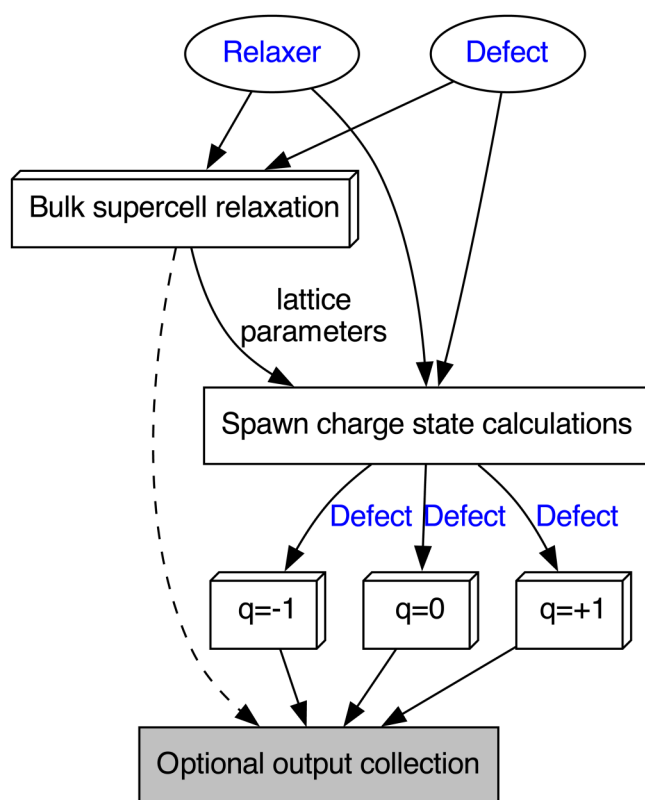 Relaxer
Defect
Bulk supercell relaxation
lattice
parameters
Spawn charge state calculations
Defect
Defect
Defect
q=-1
q=0
q=+1
Optional output collection